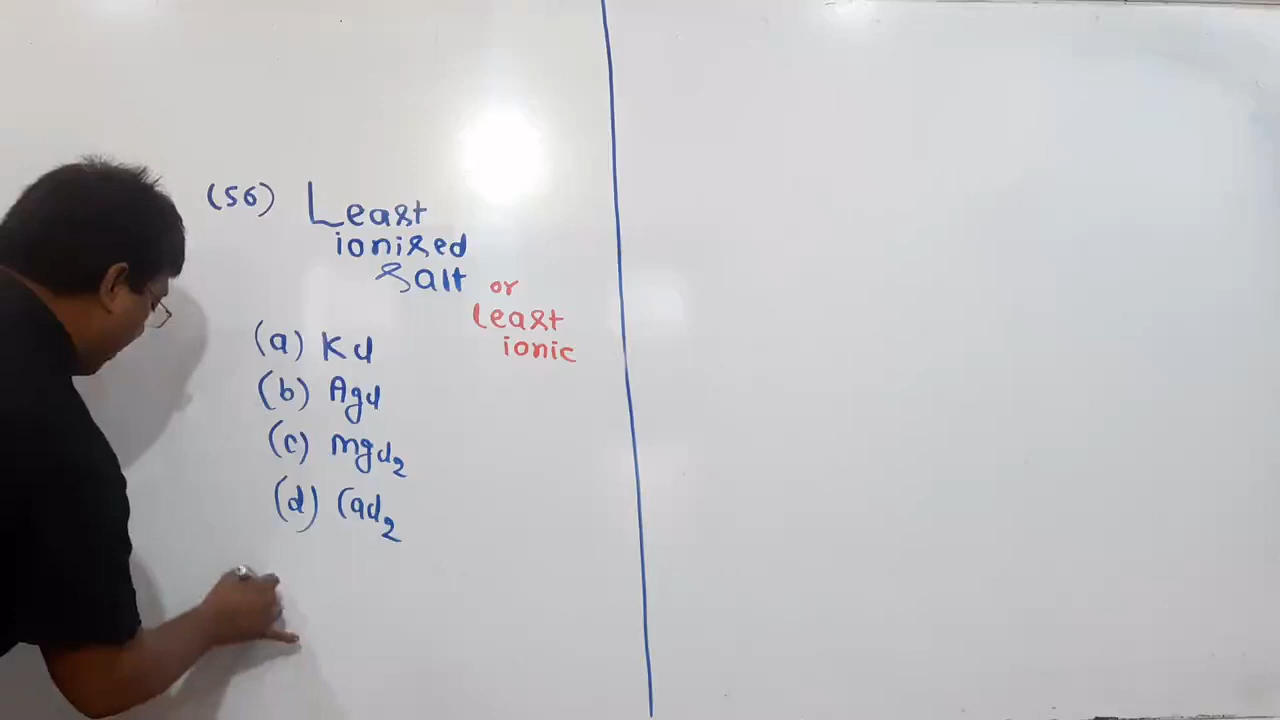 (56) Least
ionised
salt or
least
ionic
(a) KCl
(b) AgCl
(c) MgCl2
(d) CaCl2